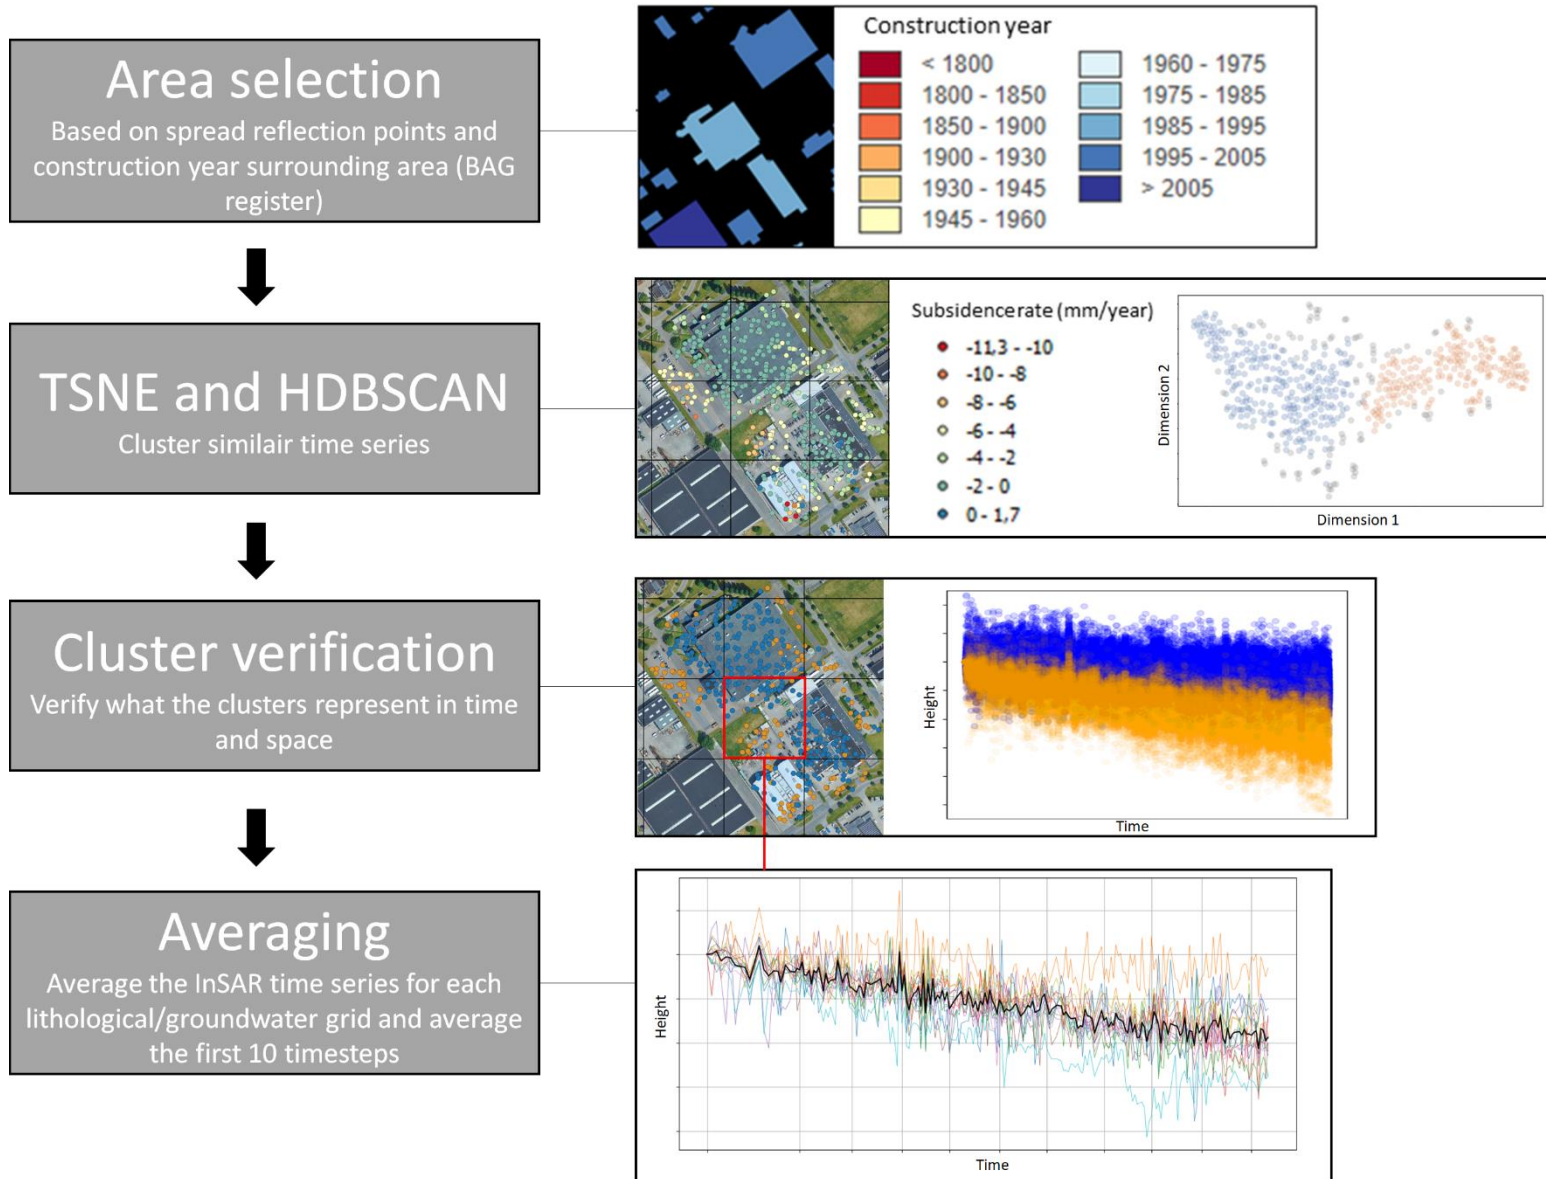 Area selection
Based on spread reflection points and
construction year surrounding area (BAG
register)
Construction year
< 1800
1800 - 1850
1850 - 1900
1900 - 1930
1930 - 1945
1945 - 1960
1960 - 1975
1975 - 1985
1985 - 1995
1995 - 2005
> 2005
TSNE and HDBSCAN
Cluster similair time series
Subsidence rate (mm/year)
-11,3 - -10
-10 - -8
-8 - -6
-6 - -4
-4 - -2
-2 - 0
0 - 1,7
Dimension 2
Dimension 1
Cluster verification
Verify what the clusters represent in time
and space
Height
Time
Averaging
Average the InSAR time series for each
lithological/groundwater grid and average
the first 10 timesteps
Height
Time